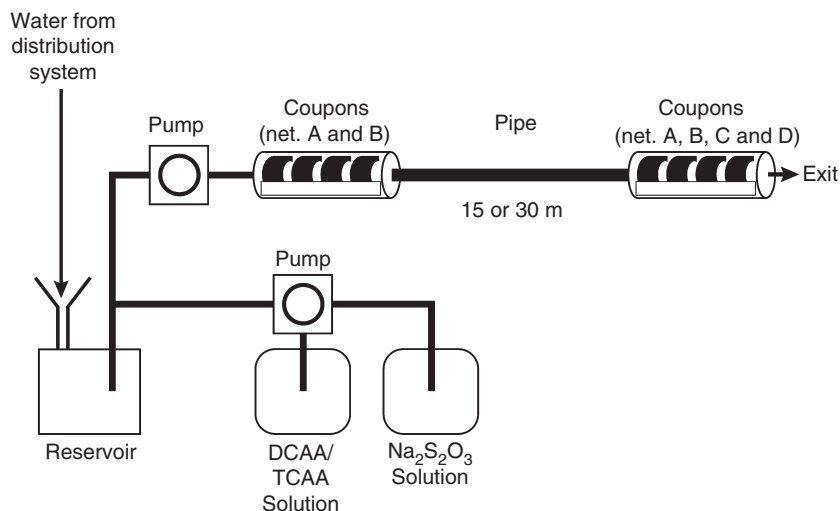 Water from
distribution
system
Pump
Coupons
(net. A and B)
Pipe
Coupons
(net. A, B, C and D)
Exit
15 or 30 m
Pump
Reservoir
DCAA/
TCAA
Solution
Na₂S₂O₃
Solution